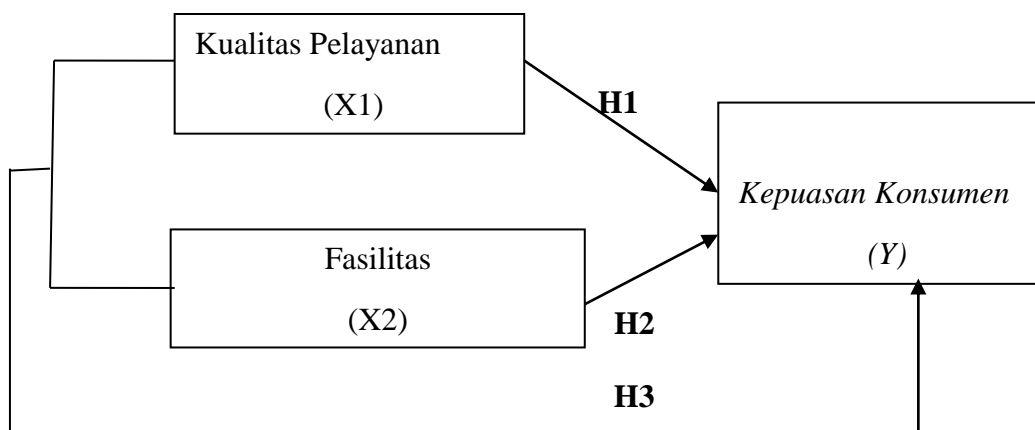 Kualitas Pelayanan
(X1)
H1
Kepuasan Konsumen
(Y)
Fasilitas
(X2)
H2
H3